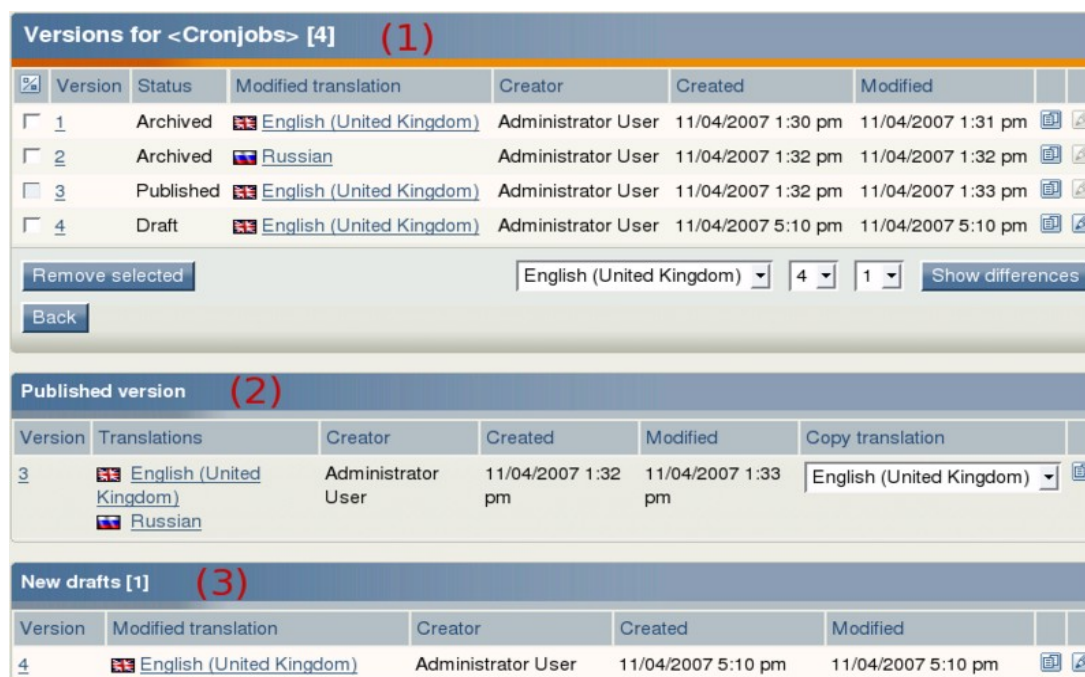 Versions for <Cronjobs> [4] (1)
Version Status Modified translation Creator Created Modified
1 Archived English (United Kingdom) Administrator User 11/04/2007 1:30 pm 11/04/2007 1:31 pm
2 Archived Russian Administrator User 11/04/2007 1:32 pm 11/04/2007 1:32 pm
3 Published English (United Kingdom) Administrator User 11/04/2007 1:32 pm 11/04/2007 1:33 pm
4 Draft English (United Kingdom) Administrator User 11/04/2007 5:10 pm 11/04/2007 5:10 pm
Remove selected English (United Kingdom) 4 1 Show differences
Back
Published version (2)
Version Translations Creator Created Modified Copy translation
3 English (United Administrator 11/04/2007 1:32 11/04/2007 1:33 English (United Kingdom)
Kingdom) User pm pm
Russian
New drafts [1] (3)
Version Modified translation Creator Created Modified
4 English (United Kingdom) Administrator User 11/04/2007 5:10 pm 11/04/2007 5:10 pm